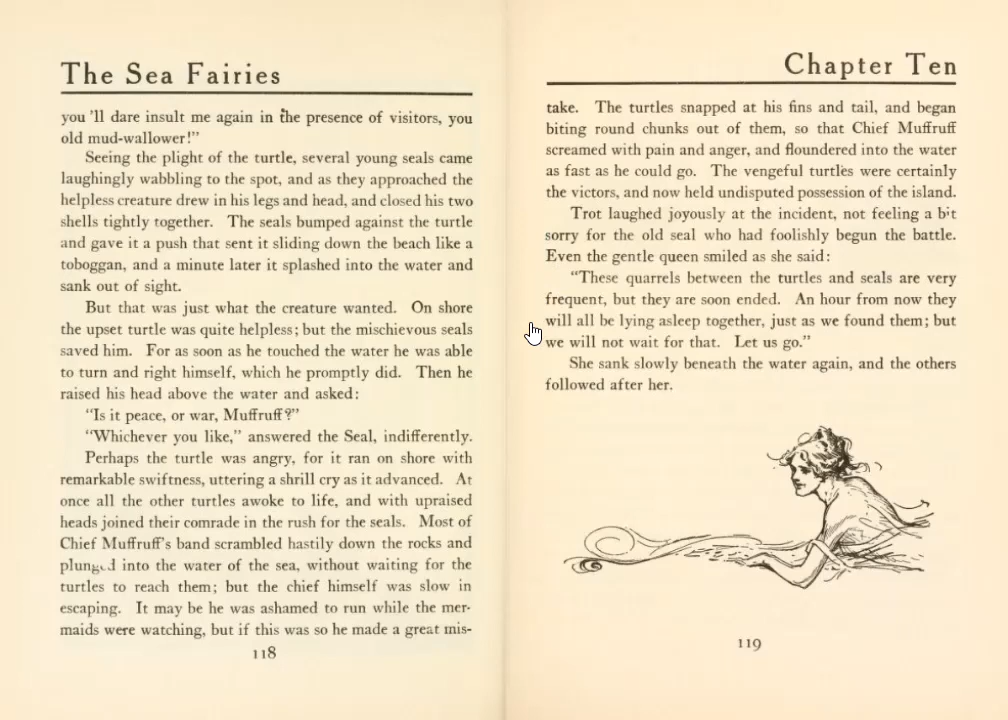 The Sea Fairies
you 'll dare insult me again in the presence of visitors, you
old mud-wallower!"
Seeing the plight of the turtle, several young seals came
laughingly wabbling to the spot, and as they approached the
helpless creature drew in his legs and head, and closed his two
shells tightly together. The seals bumped against the turtle
and gave it a push that sent it sliding down the beach like a
toboggan, and a minute later it splashed into the water and
sank out of sight.
But that was just what the creature wanted. On shore
the upset turtle was quite helpless; but the mischievous seals
saved him. For as soon as he touched the water he was able
to turn and right himself, which he promptly did. Then he
raised his head above the water and asked:
"Is it peace, or war, Muffruff?"
"Whichever you like," answered the Seal, indifferently.
Perhaps the turtle was angry, for it ran on shore with
remarkable swiftness, uttering a shrill cry as it advanced. At
once all the other turtles awoke to life, and with upraised
heads joined their comrade in the rush for the seals. Most of
Chief Muffruff's band scrambled hastily down the rocks and
plunged into the water of the sea, without waiting for the
turtles to reach them; but the chief himself was slow in
escaping. It may be he was ashamed to run while the mer-
maids were watching, but if this was so he made a great mis-
118
Chapter Ten
take. The turtles snapped at his fins and tail, and began
biting round chunks out of them, so that Chief Muffruff
screamed with pain and anger, and floundered into the water
as fast as he could go. The vengeful turtles were certainly
the victors, and now held undisputed possession of the island.
Trot laughed joyously at the incident, not feeling a bit
sorry for the old seal who had foolishly begun the battle.
Even the gentle queen smiled as she said:
"These quarrels between the turtles and seals are very
frequent, but they are soon ended. An hour from now they
will all be lying asleep together, just as we found them; but
we will not wait for that. Let us go."
She sank slowly beneath the water again, and the others
followed after her.
119